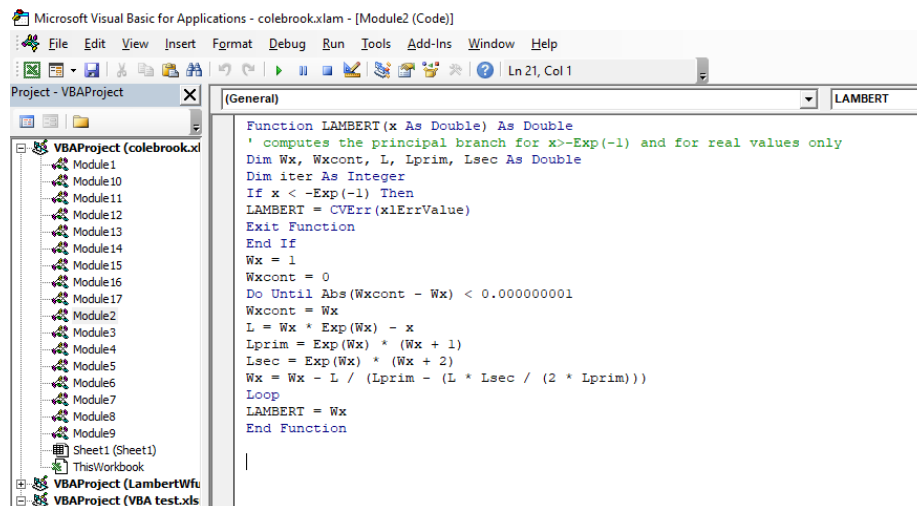 Microsoft Visual Basic for Applications - colebrook.xlam - [Module2 (Code)]
File Edit View Insert Format Debug Run Tools Add-Ins Window Help
Ln 21, Col 1
Project - VBAProject
(General) LAMBERT
VBAProject (colebrook.xl
Module1
Module10
Module11
Module12
Module13
Module14
Module15
Module16
Module17
Module2
Module3
Module4
Module5
Module6
Module7
Module8
Module9
Sheet1 (Sheet1)
ThisWorkbook
VBAProject (LambertWfu
VBAProject (VBA test.xls
Function LAMBERT(x As Double) As Double
' computes the principal branch for x>-Exp(-1) and for real values only
Dim Wx, Wxcont, L, Lprim, Lsec As Double
Dim iter As Integer
If x < -Exp(-1) Then
LAMBERT = CVErr(xlErrValue)
Exit Function
End If
Wx = 1
Wxcont = 0
Do Until Abs(Wxcont - Wx) < 0.000000001
Wxcont = Wx
L = Wx * Exp(Wx) - x
Lprim = Exp(Wx) * (Wx + 1)
Lsec = Exp(Wx) * (Wx + 2)
Wx = Wx - L / (Lprim - (L * Lsec / (2 * Lprim)))
Loop
LAMBERT = Wx
End Function